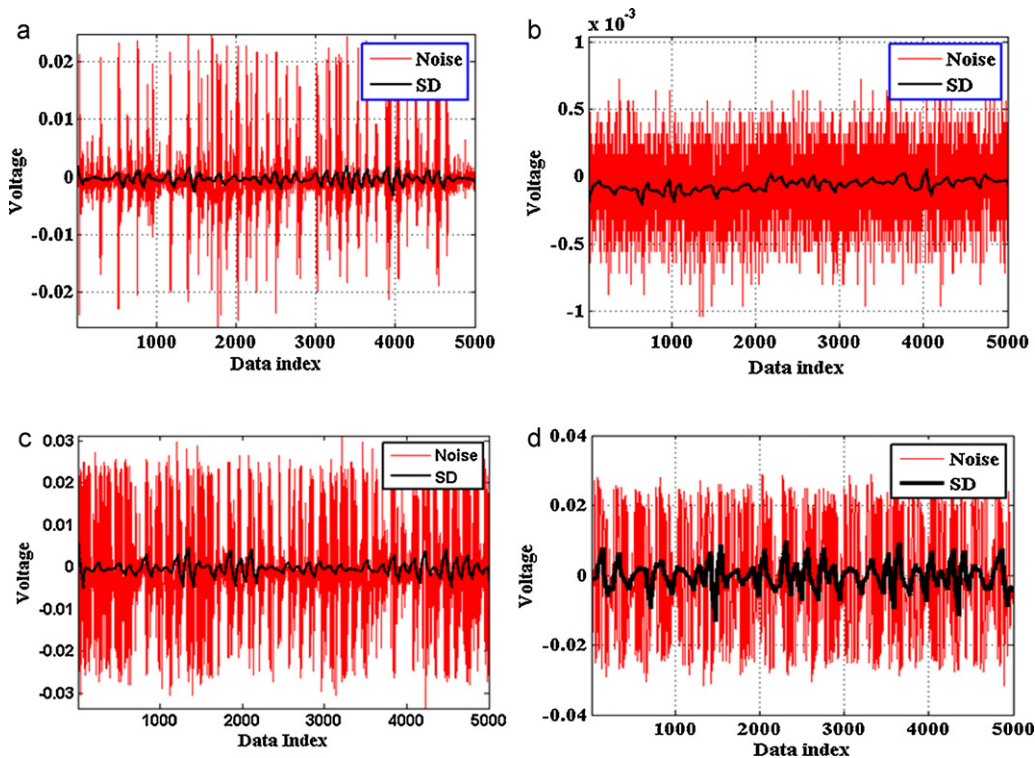 a
0.02
0.01
0
-0.01
-0.02
Voltage
Noise
SD
1000 2000 3000 4000 5000
Data index
b
x 10-3
1
0.5
0
-0.5
-1
Voltage
Noise
SD
1000 2000 3000 4000 5000
Data index
c
0.03
0.02
0.01
0
-0.01
-0.02
-0.03
Voltage
Noise
SD
1000 2000 3000 4000 5000
Data Index
d
0.04
0.02
0
-0.02
-0.04
Voltage
Noise
SD
1000 2000 3000 4000 5000
Data index